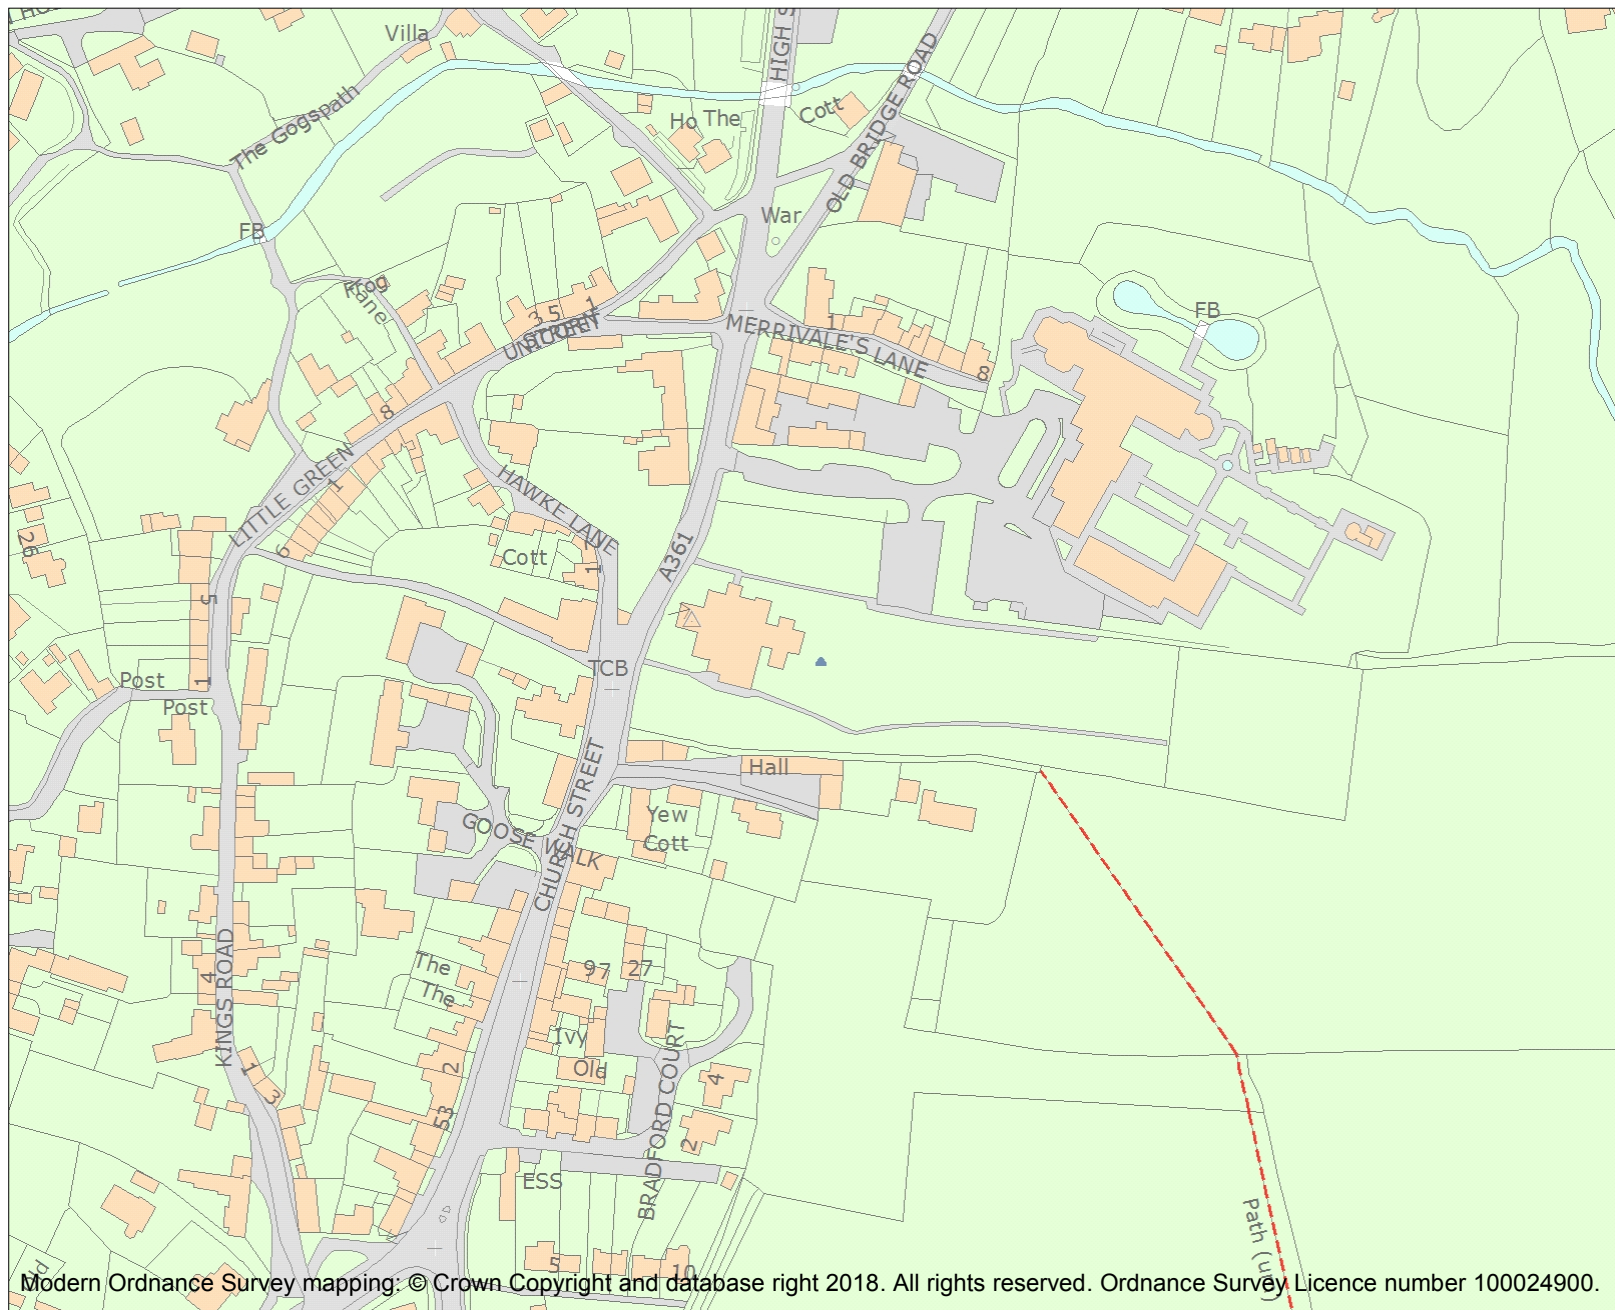 Villa
HIGH S
The Gogspath
Ho The
Cott
OLD BRIDGE ROAD
War
FB
Frog
Lane
FB
3 5 1
UNSTORN
STREET
1
MERRIVALE'S LANE
8
8
LITTLE GREEN
1
6
HAWKE LANE
A361
Cott
1
26
5
TCB
Post
1
Post
Hall
Yew
Cott
GOOSE WALK
CHURCH STREET
The
The
97
27
4
KINGS ROAD
Ivy
Old
BRADFORD COURT
4
2
1
3
2
53
ESS
Path (um)
5
10
Modern Ordnance Survey mapping: © Crown Copyright and database right 2018. All rights reserved. Ordnance Survey Licence number 100024900.